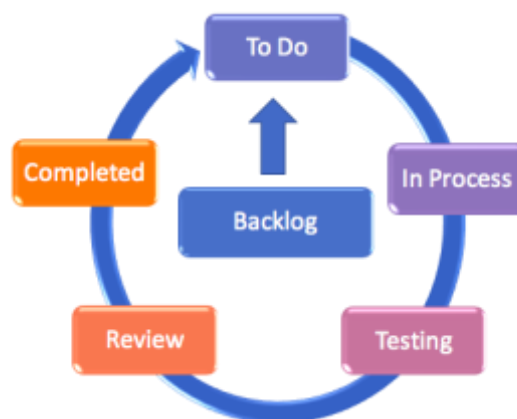 To Do
Completed
In Process
Backlog
Review
Testing